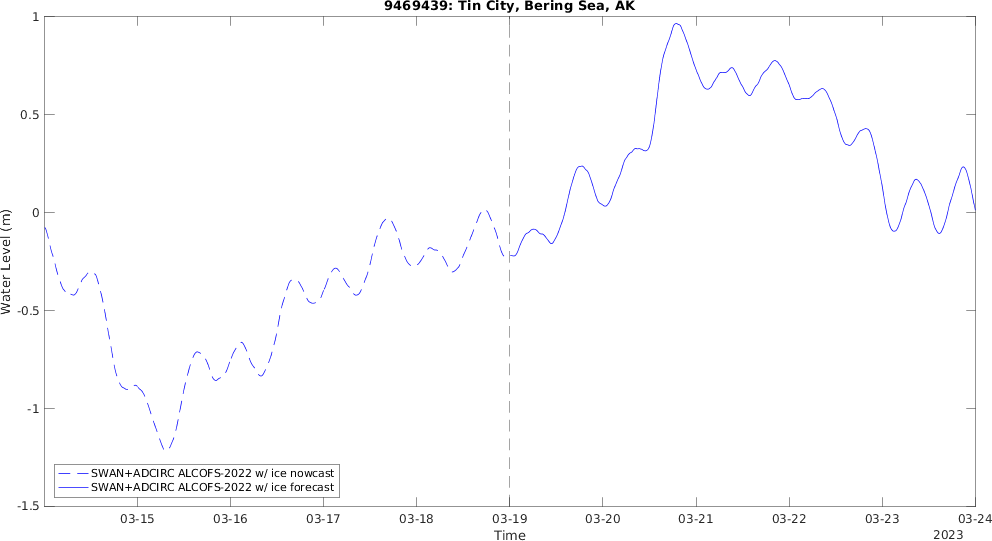 9469439: Tin City, Bering Sea, AK
1
0.5
0
-0.5
-1
-1.5
Water Level (m)
SWAN+ADCIRC ALCOFS-2022 w/ ice nowcast
SWAN+ADCIRC ALCOFS-2022 w/ ice forecast
03-15 03-16 03-17 03-18 03-19 03-20 03-21 03-22 03-23 03-24
Time
2023